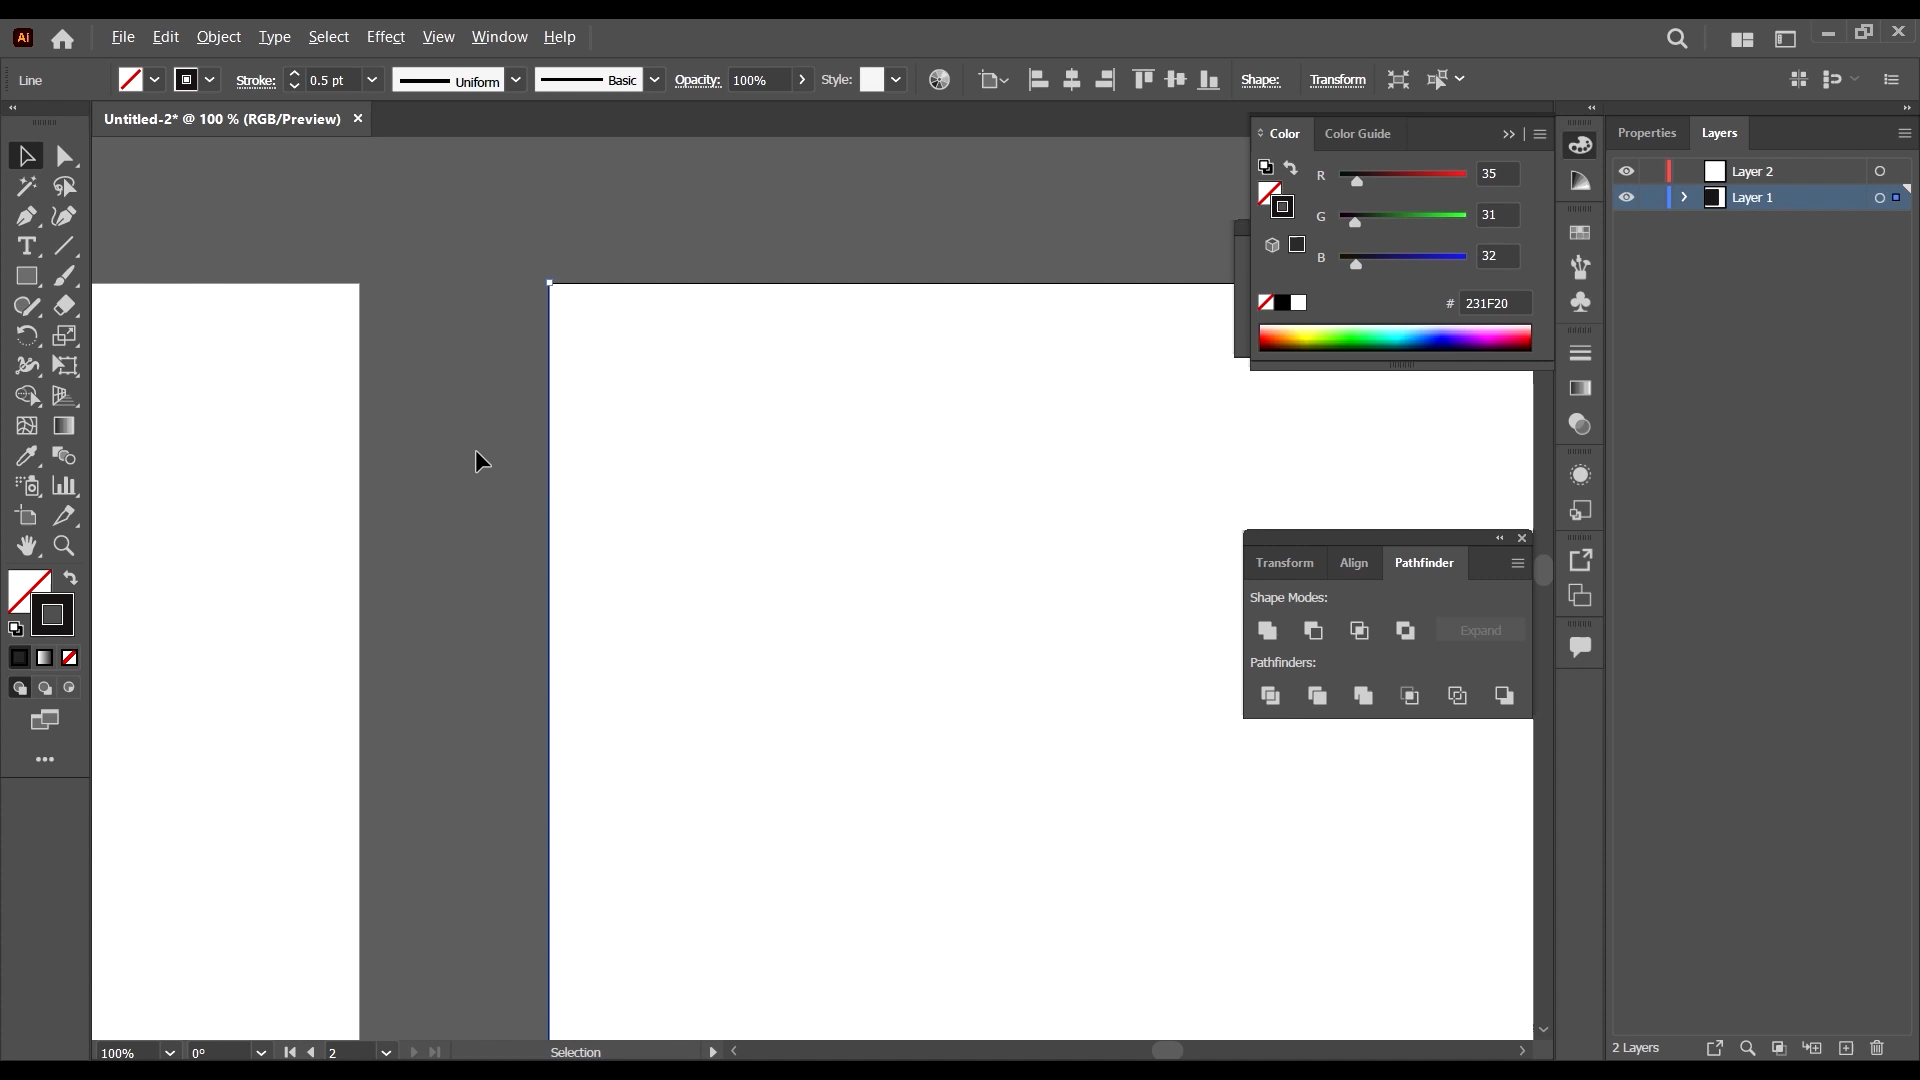 Ai File Edit Object Type Select Effect View Window Help
Line Stroke: 0.5 pt Uniform Basic Opacity: 100% Style: Shape: Transform
Untitled-2* @ 100 % (RGB/Preview)
Color Color Guide
R 35
G 31
B 32
# 231F20
Properties Layers
Layer 2
Layer 1
Transform Align Pathfinder
Shape Modes:
Expand
Pathfinders:
100% 0° 2 Selection
2 Layers